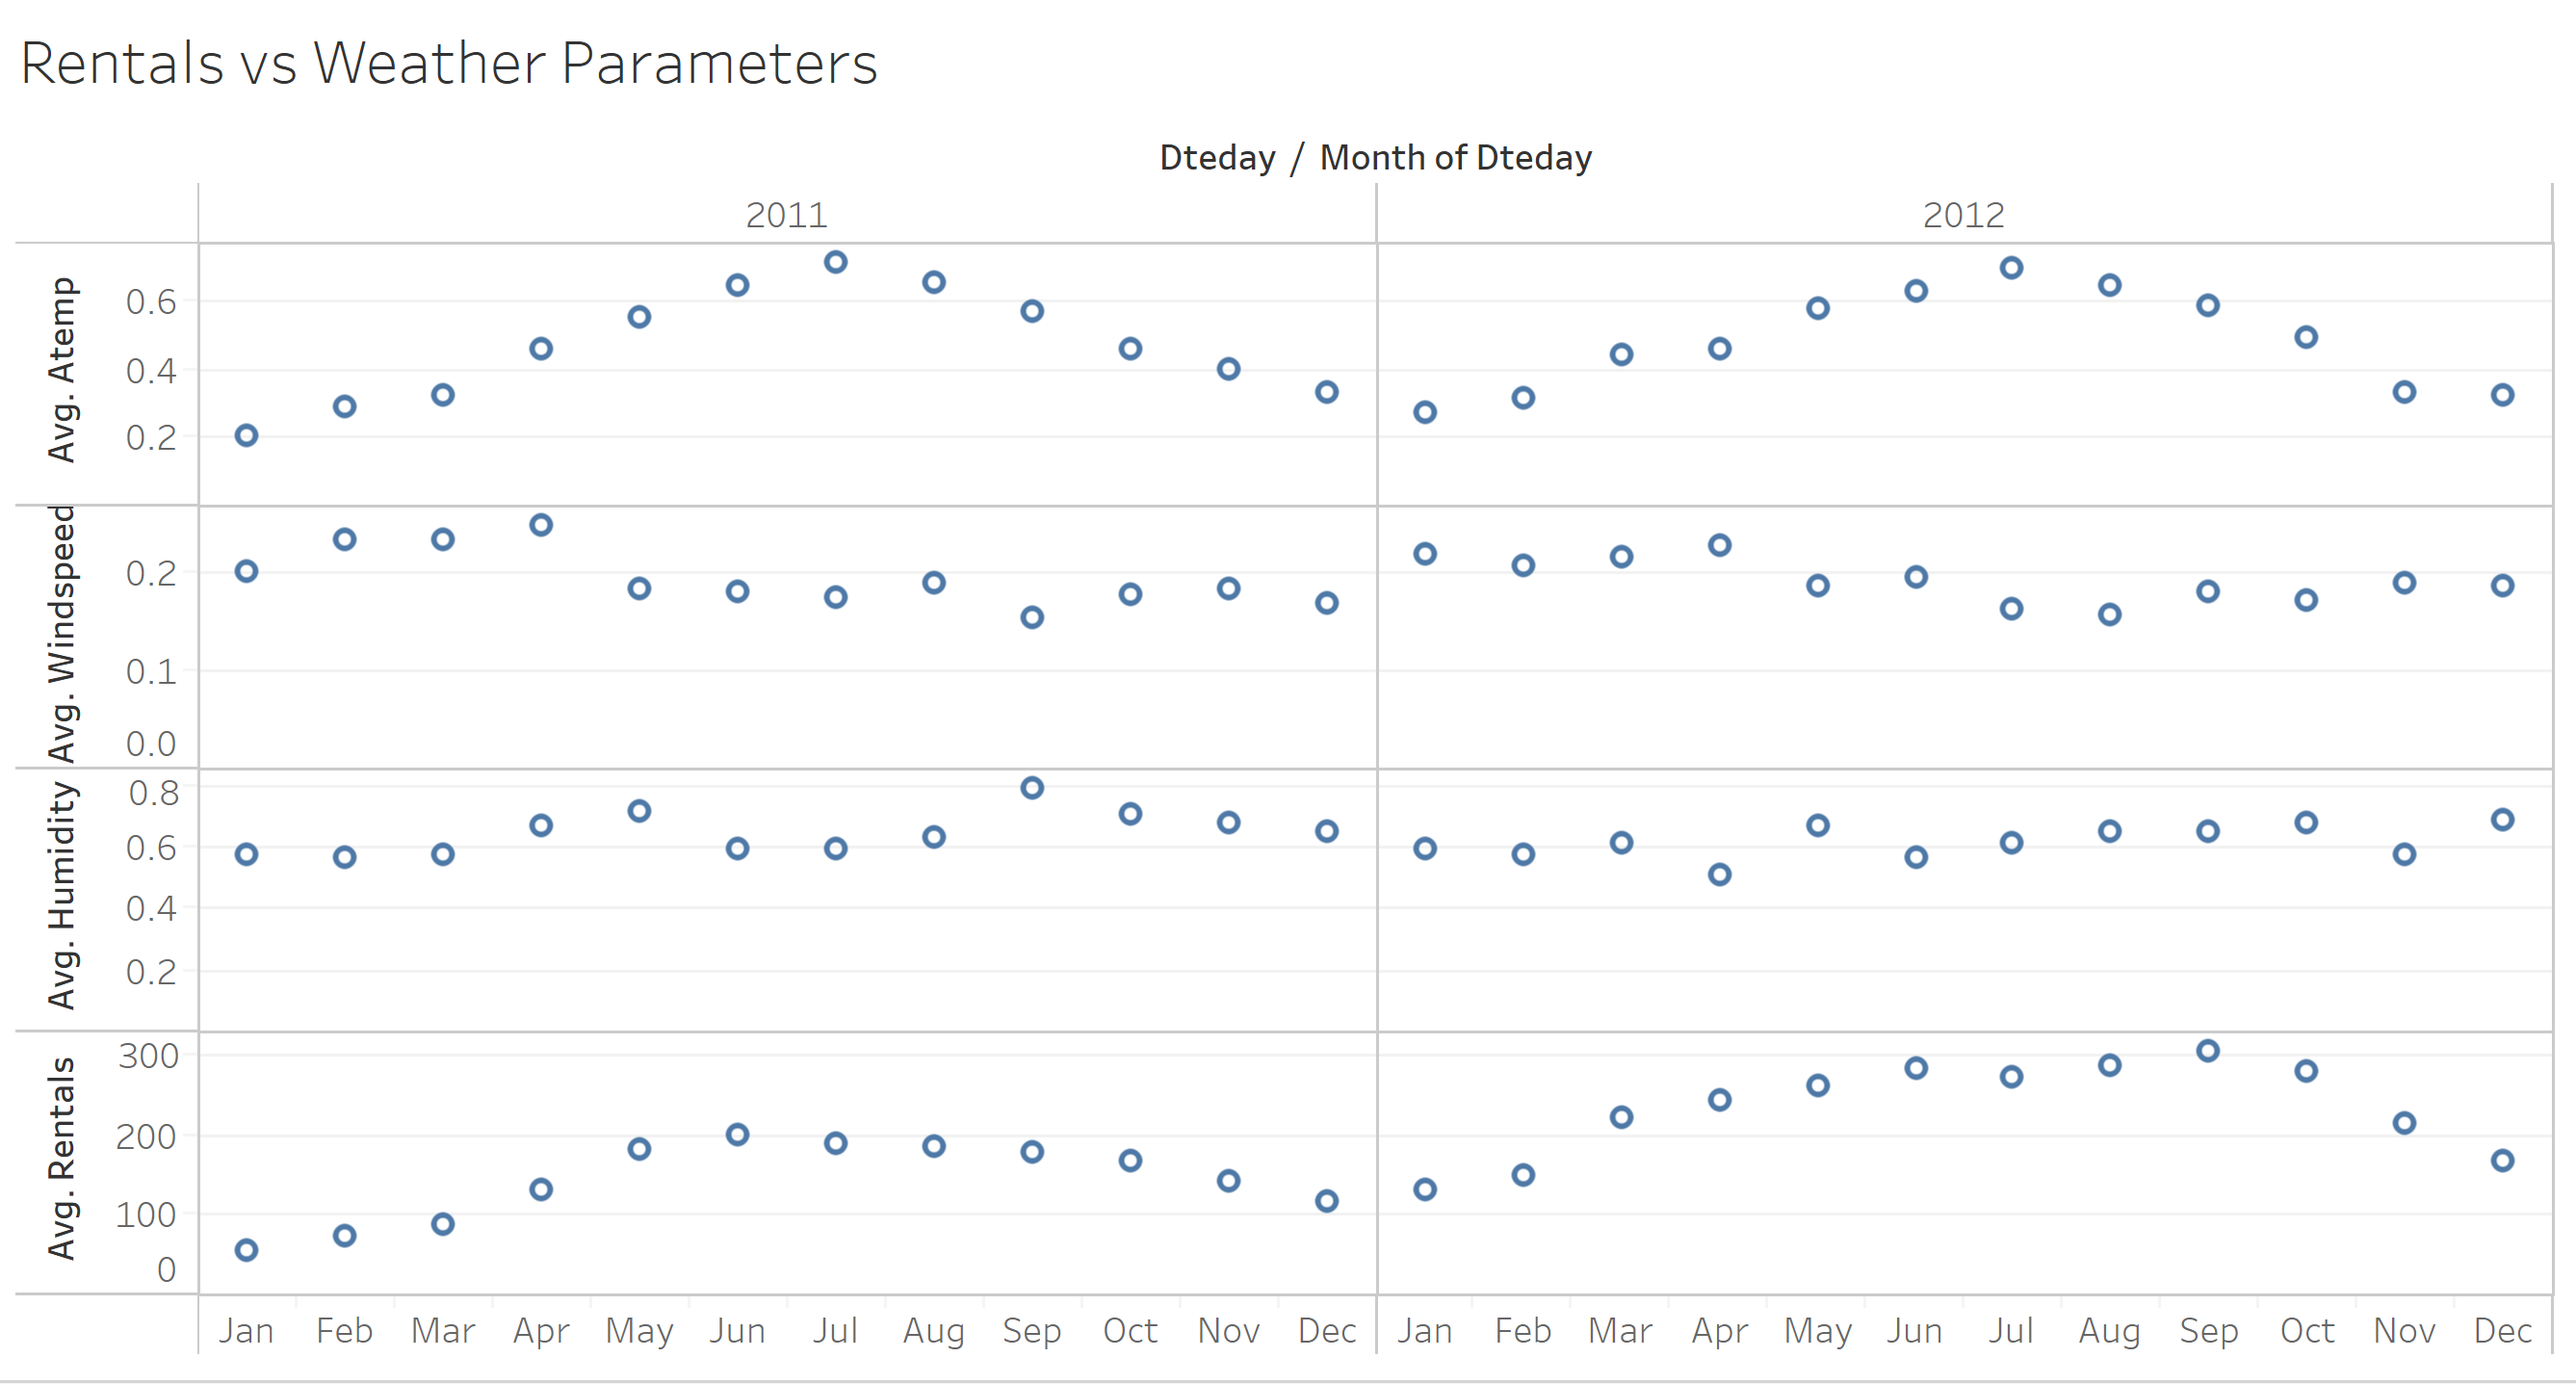 Rentals vs Weather Parameters
Dteday / Month of Dteday
2011 2012
Avg. Atemp
0.6
0.4
0.2
Avg. Windspeed
0.2
0.1
0.0
Avg. Humidity
0.8
0.6
0.4
0.2
Avg. Rentals
300
200
100
0
Jan Feb Mar Apr May Jun Jul Aug Sep Oct Nov Dec Jan Feb Mar Apr May Jun Jul Aug Sep Oct Nov Dec